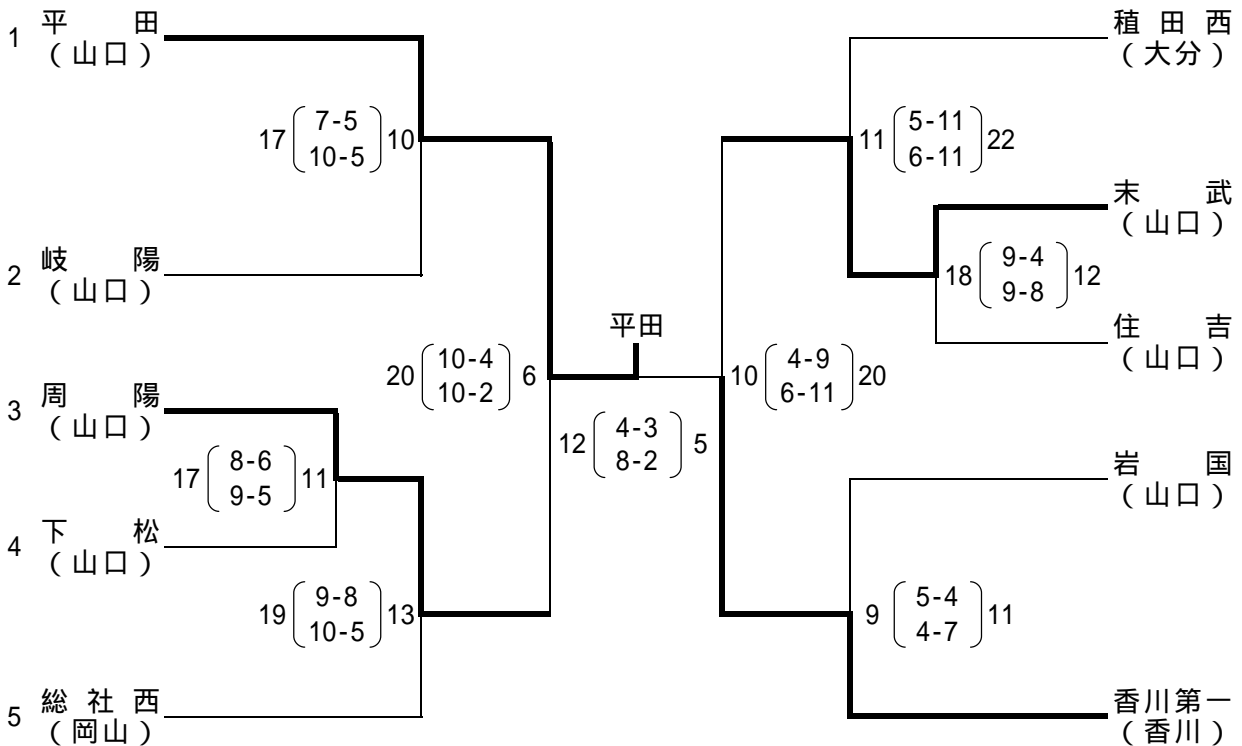 1 平田
(山口)
17 7-5 10
10-5
2 岐陽
(山口)
3 周陽
(山口)
17 8-6 11
9-5
4 下松
(山口)
19 9-8 13
10-5
5 総社西
(岡山)
20 10-4 6
10-2
平田
12 4-3 5
8-2
稙田西
(大分)
11 5-11 22
6-11
末武
(山口)
18 9-4 12
9-8
住吉
(山口)
10 4-9 20
6-11
岩国
(山口)
9 5-4 11
4-7
香川第一
(香川)